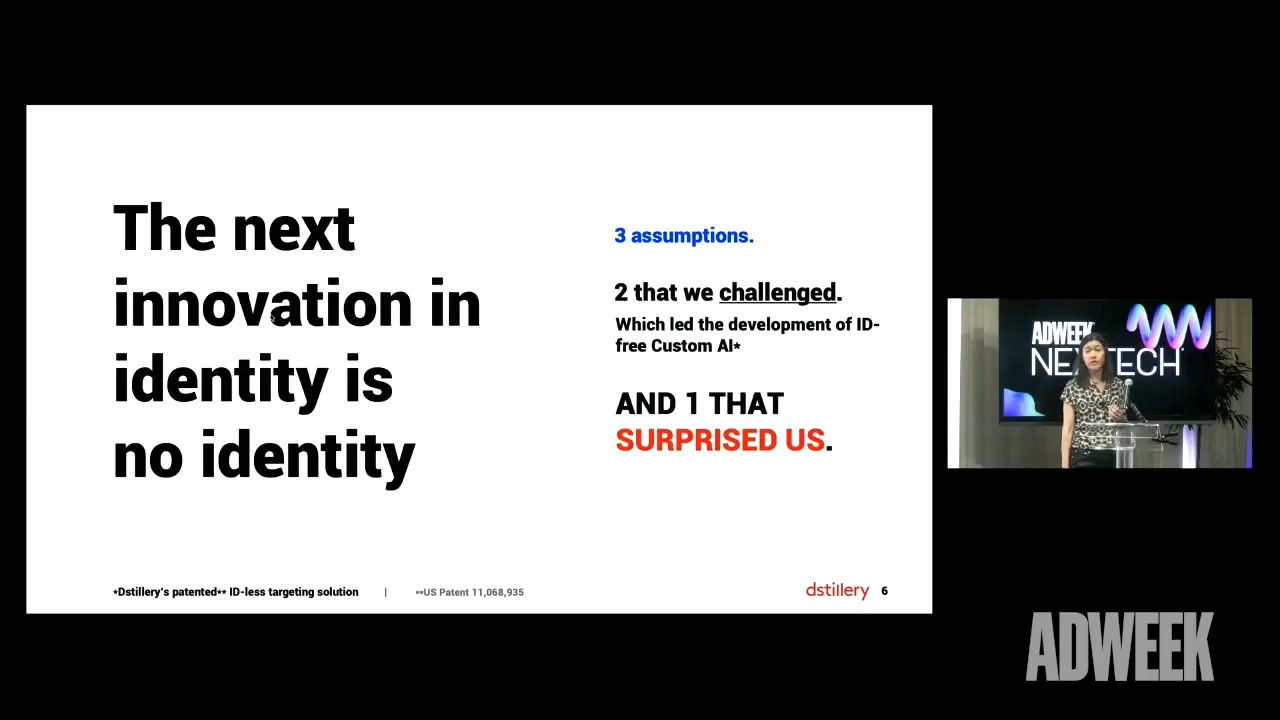 The next
innovation in
identity is
no identity
3 assumptions.
2 that we challenged.
Which led the development of ID-
free Custom AI*
AND 1 THAT
SURPRISED US.
*Dstillery's patented** ID-less targeting solution | **US Patent 11,068,935
dstillery 6
ADWEEK
NEXTECH
ADWEEK